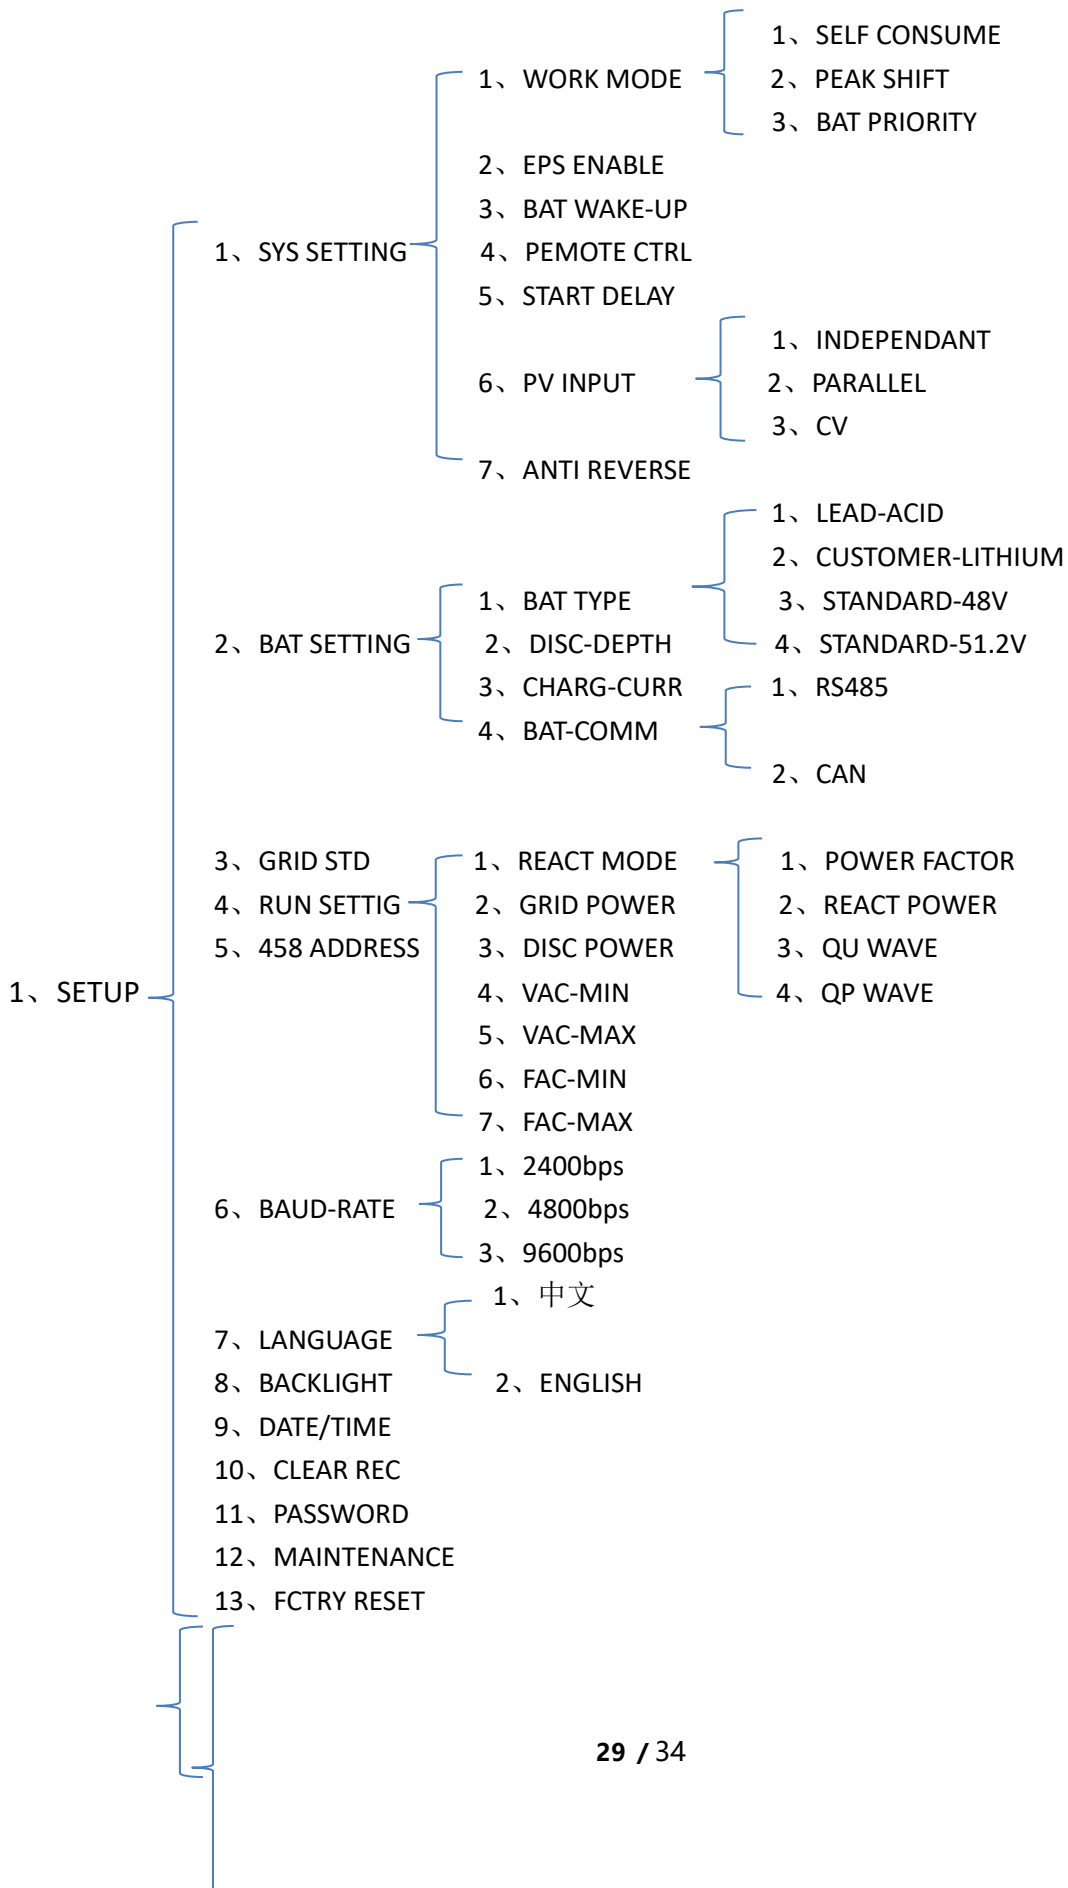 1、SELF CONSUME
1、WORK MODE 2、PEAK SHIFT
3、BAT PRIORITY
2、EPS ENABLE
3、BAT WAKE-UP
1、SYS SETTING 4、PEMOTE CTRL
5、START DELAY
1、INDEPENDANT
6、PV INPUT 2、PARALLEL
3、CV
7、ANTI REVERSE
1、LEAD-ACID
2、CUSTOMER-LITHIUM
1、BAT TYPE 3、STANDARD-48V
2、BAT SETTING 2、DISC-DEPTH 4、STANDARD-51.2V
3、CHARG-CURR 1、RS485
4、BAT-COMM
2、CAN
3、GRID STD 1、REACT MODE 1、POWER FACTOR
4、RUN SETTIG 2、GRID POWER 2、REACT POWER
5、458 ADDRESS 3、DISC POWER 3、QU WAVE
1、SETUP 4、VAC-MIN 4、QP WAVE
5、VAC-MAX
6、FAC-MIN
7、FAC-MAX
1、2400bps
6、BAUD-RATE 2、4800bps
3、9600bps
1、中文
7、LANGUAGE
8、BACKLIGHT 2、ENGLISH
9、DATE/TIME
10、CLEAR REC
11、PASSWORD
12、MAINTENANCE
13、FCTRY RESET
29 / 34